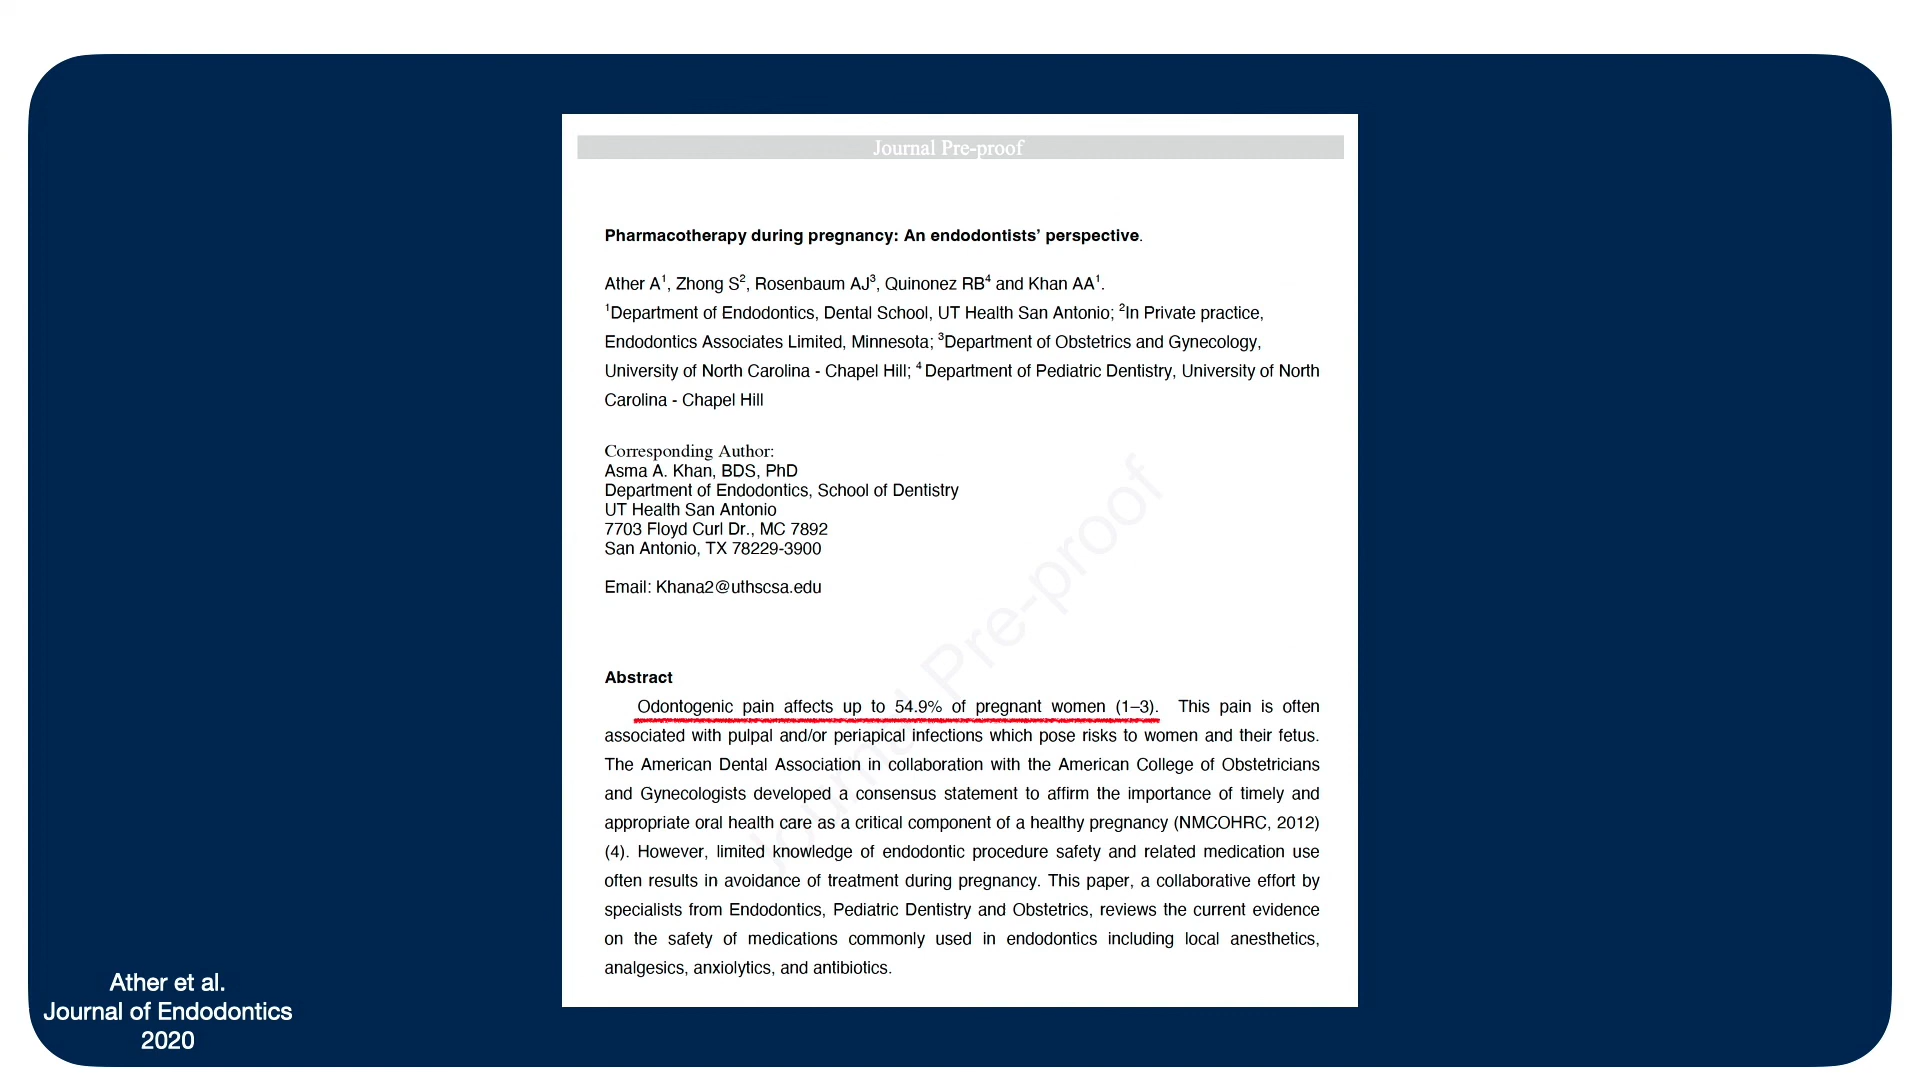 Journal Pre-proof
Pharmacotherapy during pregnancy: An endodontists' perspective.
Ather A1, Zhong S2, Rosenbaum AJ3, Quinonez RB4 and Khan AA1.
1Department of Endodontics, Dental School, UT Health San Antonio; 2In Private practice,
Endodontics Associates Limited, Minnesota; 3Department of Obstetrics and Gynecology,
University of North Carolina - Chapel Hill; 4 Department of Pediatric Dentistry, University of North
Carolina - Chapel Hill
Corresponding Author:
Asma A. Khan, BDS, PhD
Department of Endodontics, School of Dentistry
UT Health San Antonio
7703 Floyd Curl Dr., MC 7892
San Antonio, TX 78229-3900
Email: Khana2@uthscsa.edu
Journal Pre-proof
Abstract
Odontogenic pain affects up to 54.9% of pregnant women (1–3). This pain is often
associated with pulpal and/or periapical infections which pose risks to women and their fetus.
The American Dental Association in collaboration with the American College of Obstetricians
and Gynecologists developed a consensus statement to affirm the importance of timely and
appropriate oral health care as a critical component of a healthy pregnancy (NMCOHRC, 2012)
(4). However, limited knowledge of endodontic procedure safety and related medication use
often results in avoidance of treatment during pregnancy. This paper, a collaborative effort by
specialists from Endodontics, Pediatric Dentistry and Obstetrics, reviews the current evidence
on the safety of medications commonly used in endodontics including local anesthetics,
analgesics, anxiolytics, and antibiotics.
Ather et al.
Journal of Endodontics
2020